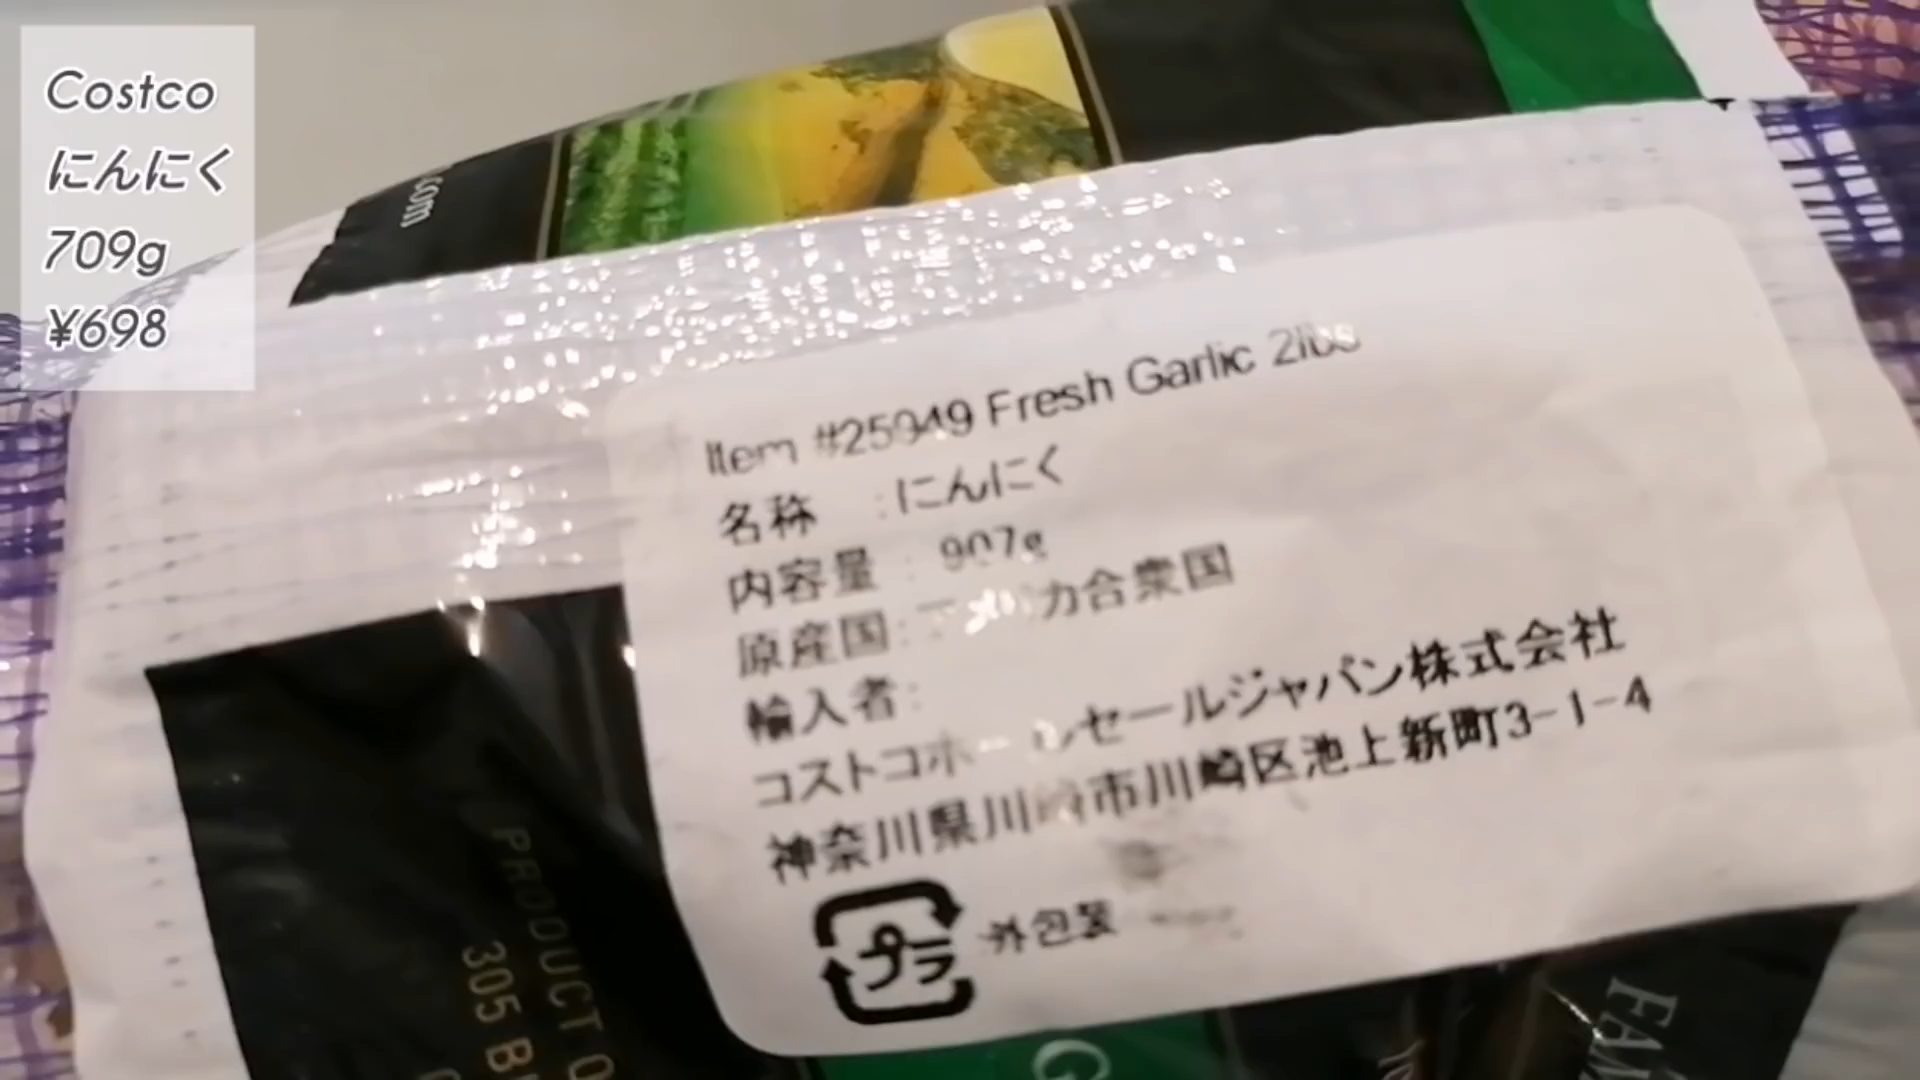 Costco
にんにく
709g
¥698
.com
Item #25949 Fresh Garlic 2lbs
名称 :にんにく
内容量 : 907g
原産国:アメリカ合衆国
輸入者:
コストコホールセールジャパン株式会社
神奈川県川崎市川崎区池上新町3-1-4
プラ 外包装
PRODUCT O
305 B
G
FA